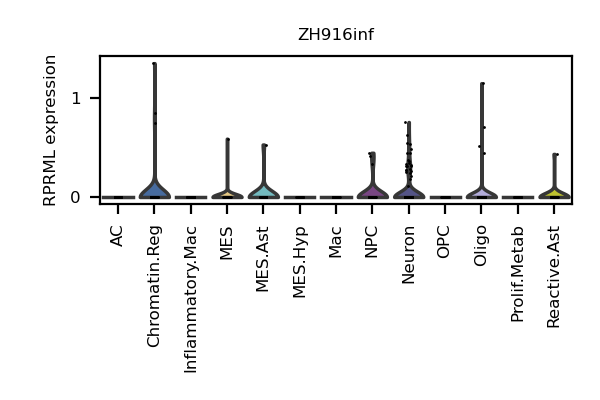 ZH916inf
RPRML expression
1
0
AC
Chromatin.Reg
Inflammatory.Mac
MES
MES.Ast
MES.Hyp
Mac
NPC
Neuron
OPC
Oligo
Prolif.Metab
Reactive.Ast